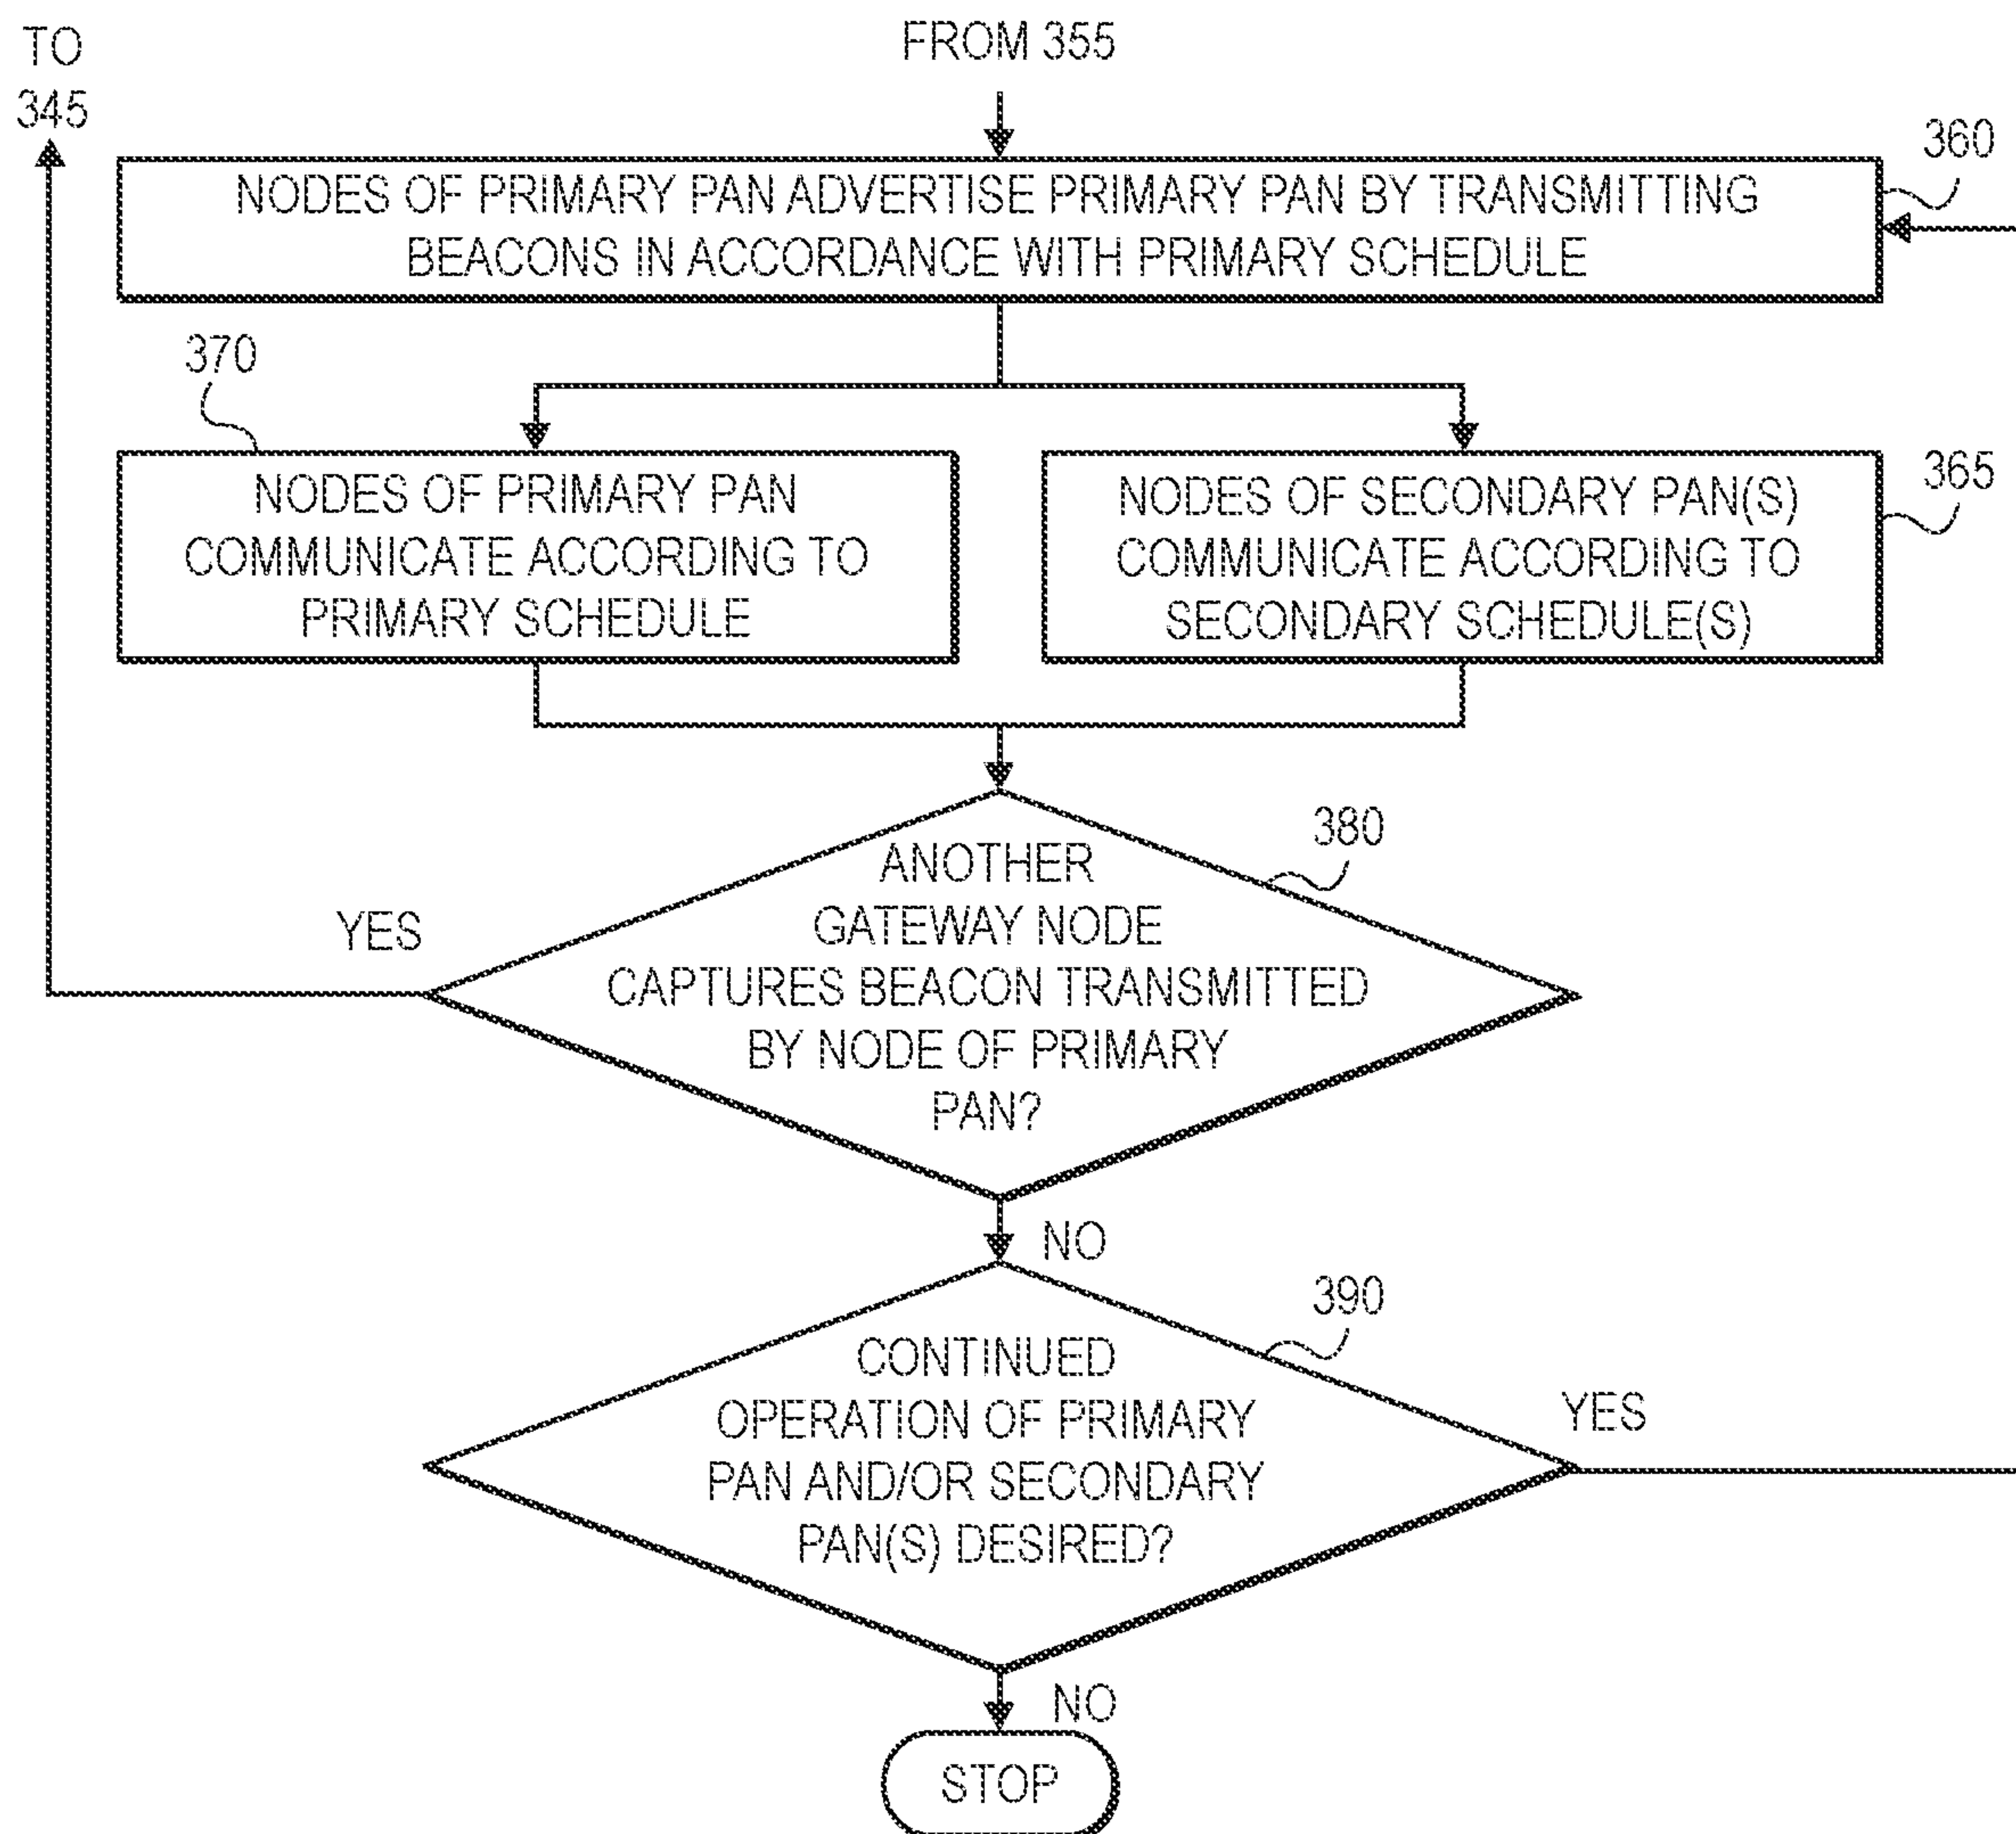 TO
345
FROM 355
360
NODES OF PRIMARY PAN ADVERTISE PRIMARY PAN BY TRANSMITTING
BEACONS IN ACCORDANCE WITH PRIMARY SCHEDULE
370
NODES OF PRIMARY PAN
COMMUNICATE ACCORDING TO
PRIMARY SCHEDULE
365
NODES OF SECONDARY PAN(S)
COMMUNICATE ACCORDING TO
SECONDARY SCHEDULE(S)
380
ANOTHER
GATEWAY NODE
CAPTURES BEACON TRANSMITTED
BY NODE OF PRIMARY
PAN?
YES
NO
390
CONTINUED
OPERATION OF PRIMARY
PAN AND/OR SECONDARY
PAN(S) DESIRED?
YES
NO
STOP